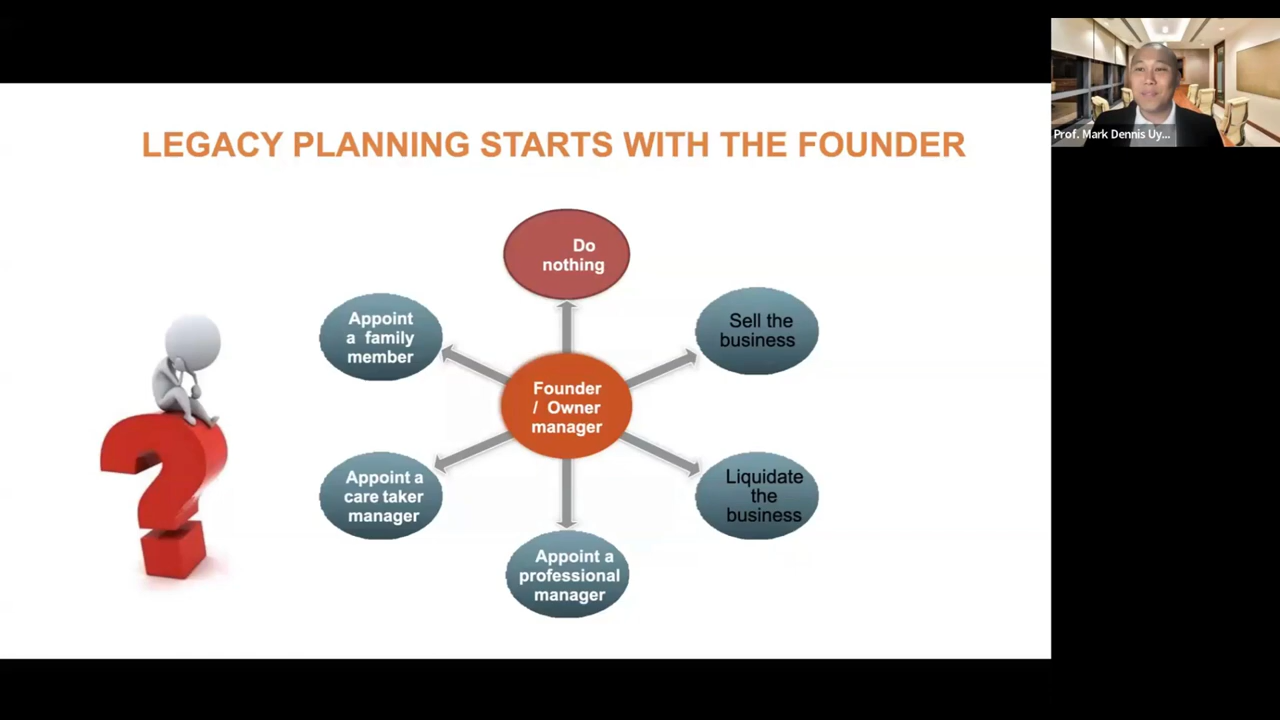 LEGACY PLANNING STARTS WITH THE FOUNDER
Prof. Mark Dennis Uy...
Do
nothing
Appoint
a family
member
Sell the
business
Founder
/ Owner
manager
Appoint a
care taker
manager
Liquidate
the
business
Appoint a
professional
manager